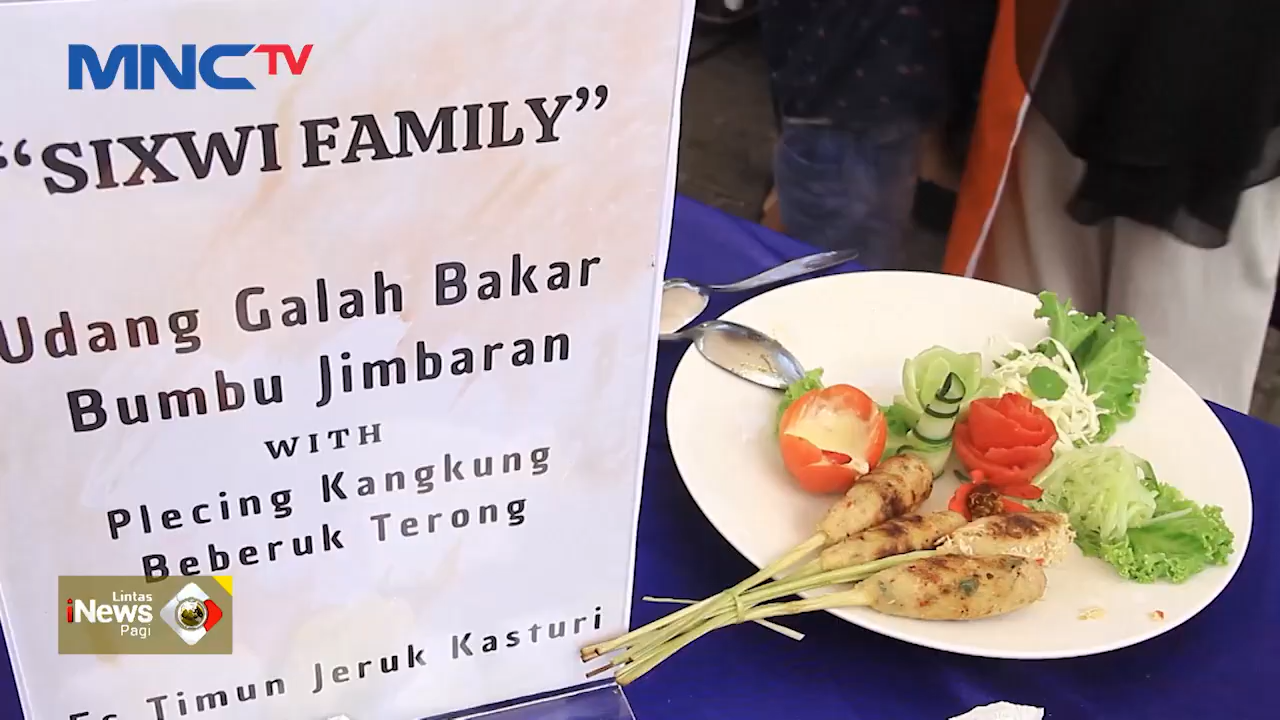 MNCTV
“SIXWI FAMILY”
Udang Galah Bakar
Bumbu Jimbaran
WITH
Plecing Kangkung
Beberuk Terong
Lintas
iNews
Pagi
Es Timun Jeruk Kasturi